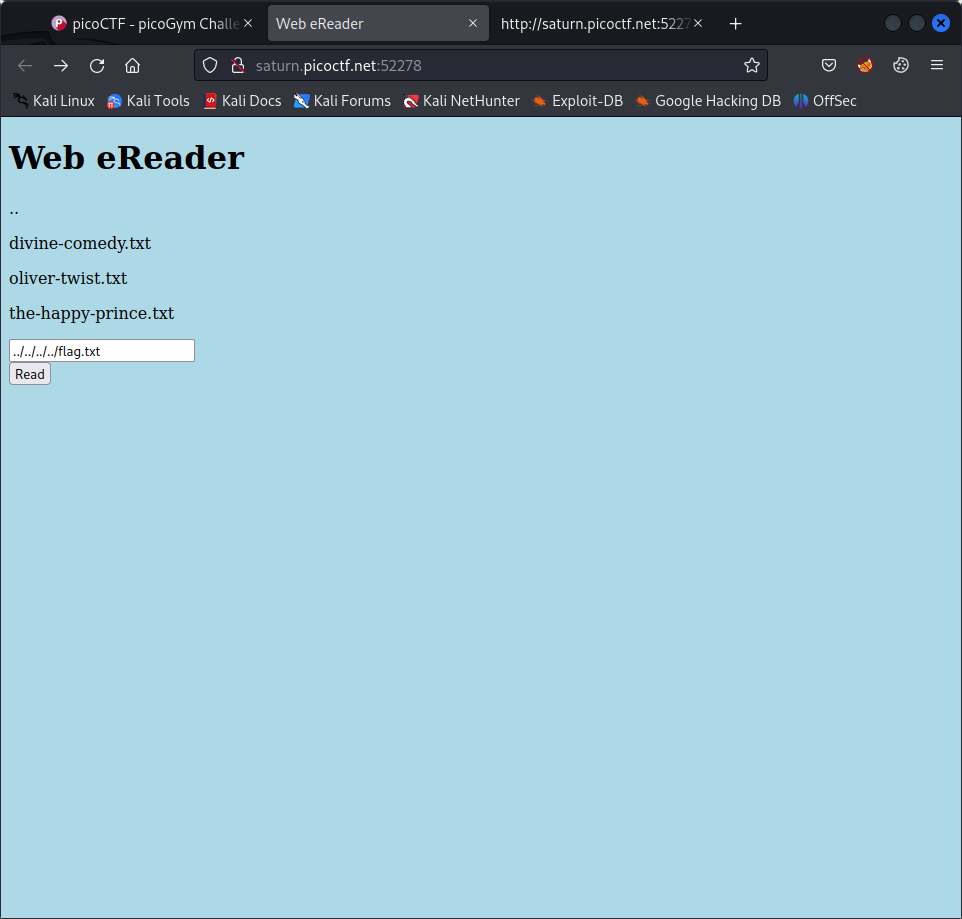 picoCTF - picoGym Challe
Web eReader
http://saturn.picoctf.net:5227
saturn.picoctf.net:52278
Kali Linux
Kali Tools
Kali Docs
Kali Forums
Kali NetHunter
Exploit-DB
Google Hacking DB
OffSec
Web eReader
..
divine-comedy.txt
oliver-twist.txt
the-happy-prince.txt
../../../../flag.txt
Read